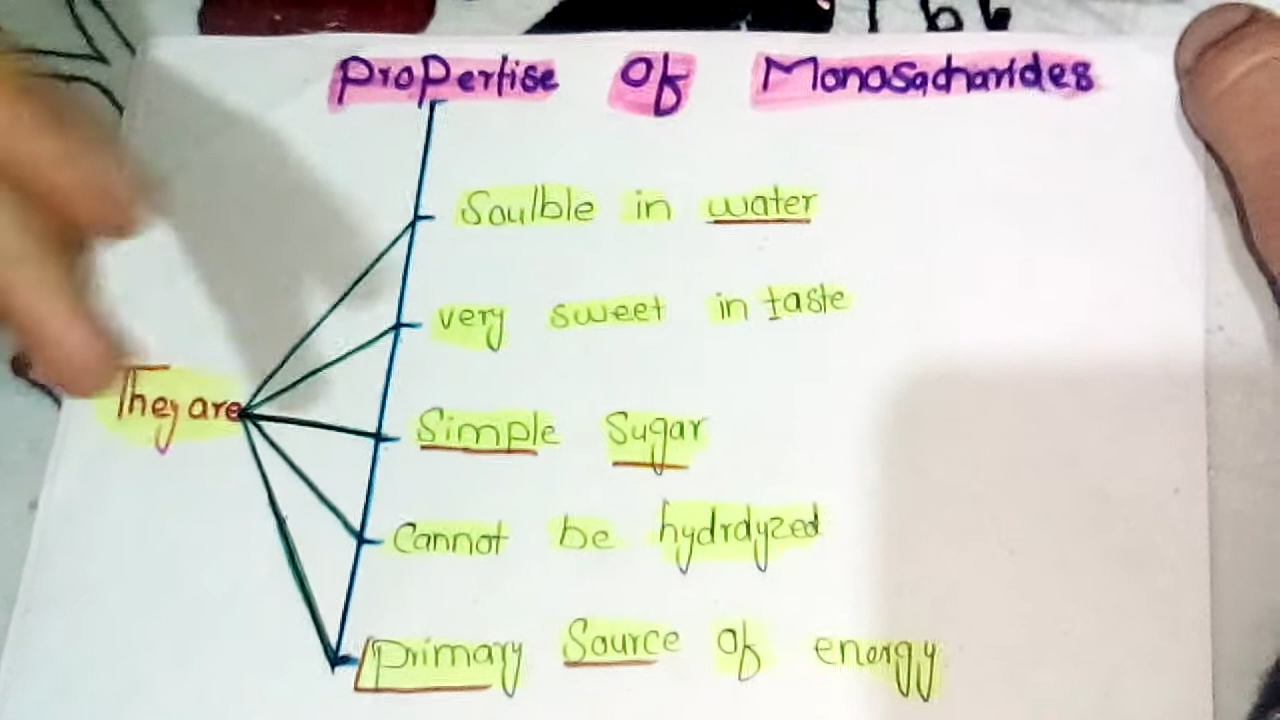 Propertise Of Monosacharides
Soulble in water
very sweet in taste
They are
Simple Sugar
Cannot be hydrdyzed
Primary Source of energy